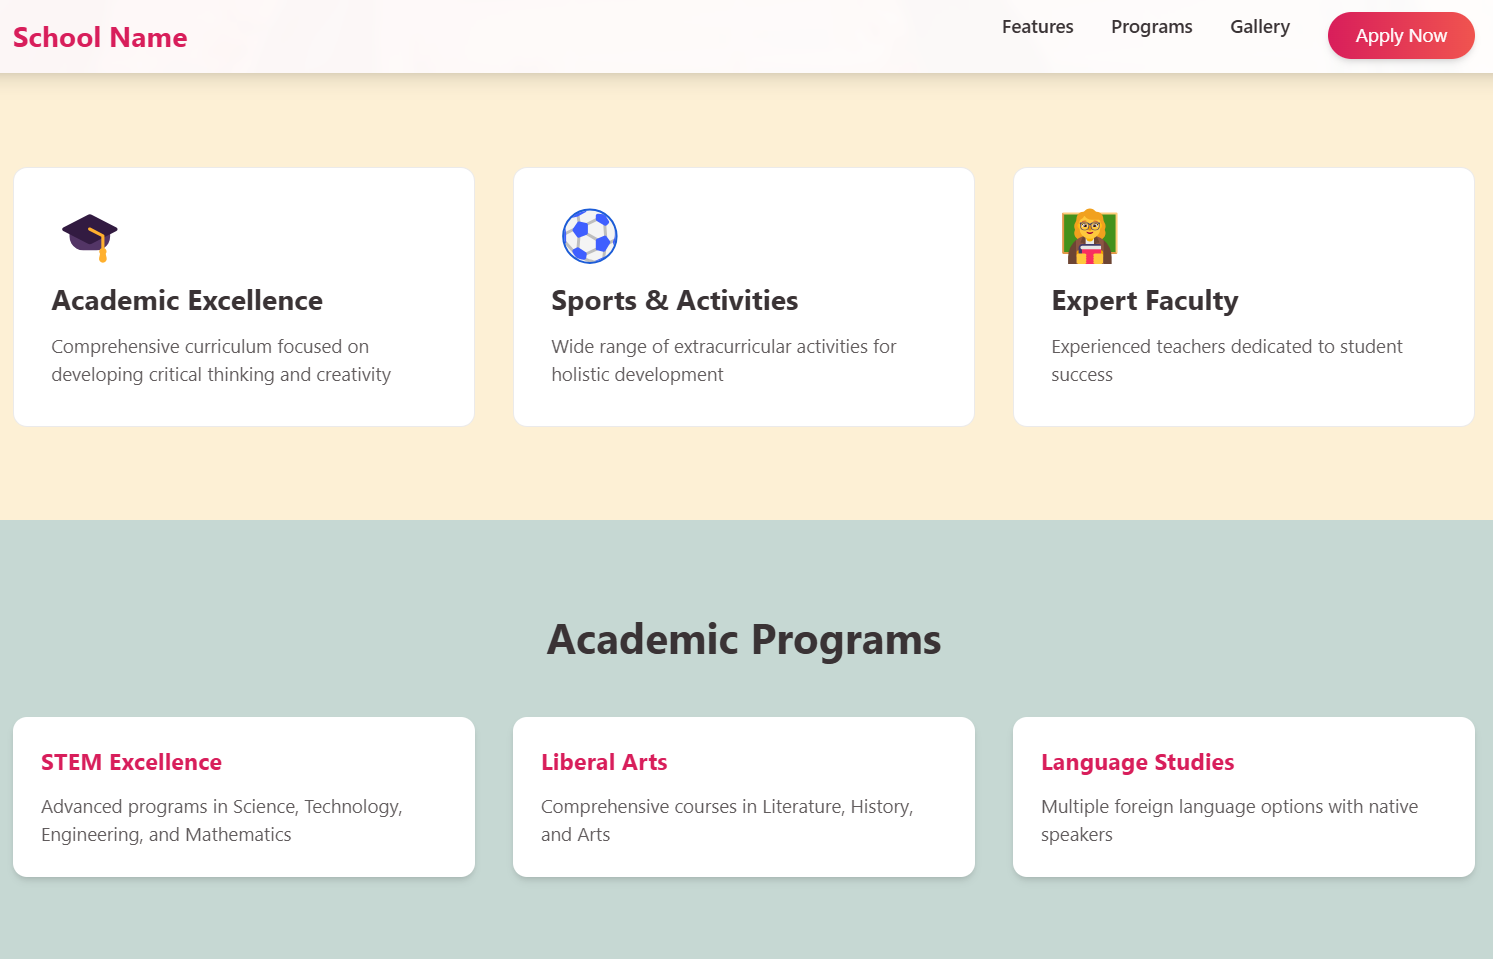 School Name
Features
Programs
Gallery
Apply Now
Academic Excellence
Comprehensive curriculum focused on
developing critical thinking and creativity
Sports & Activities
Wide range of extracurricular activities for
holistic development
Expert Faculty
Experienced teachers dedicated to student
success
Academic Programs
STEM Excellence
Advanced programs in Science, Technology,
Engineering, and Mathematics
Liberal Arts
Comprehensive courses in Literature, History,
and Arts
Language Studies
Multiple foreign language options with native
speakers